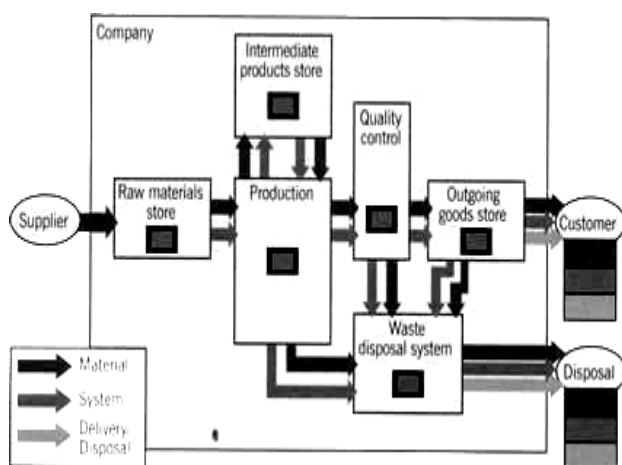 Company
Intermediate
products store
Quality
control
Raw materials
store
Production
Outgoing
goods store
Supplier
Customer
Waste
disposal system
Disposal
Material
System
Delivery/
Disposal